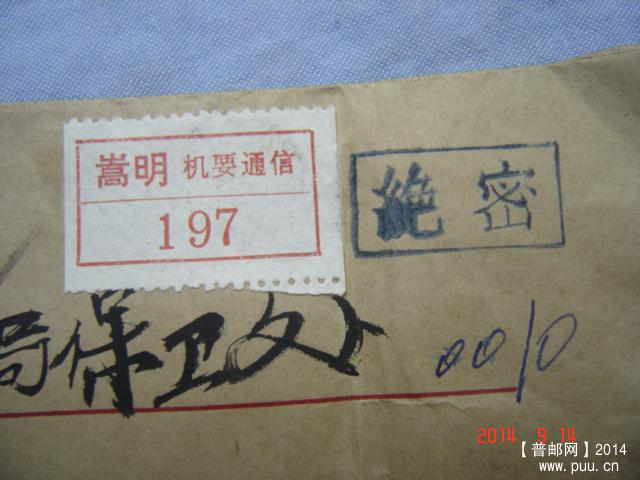 嵩明 机要通信
197
絶密
局保卫处
0010
2014 9 14
【普邮网】2014
www.puu.cn